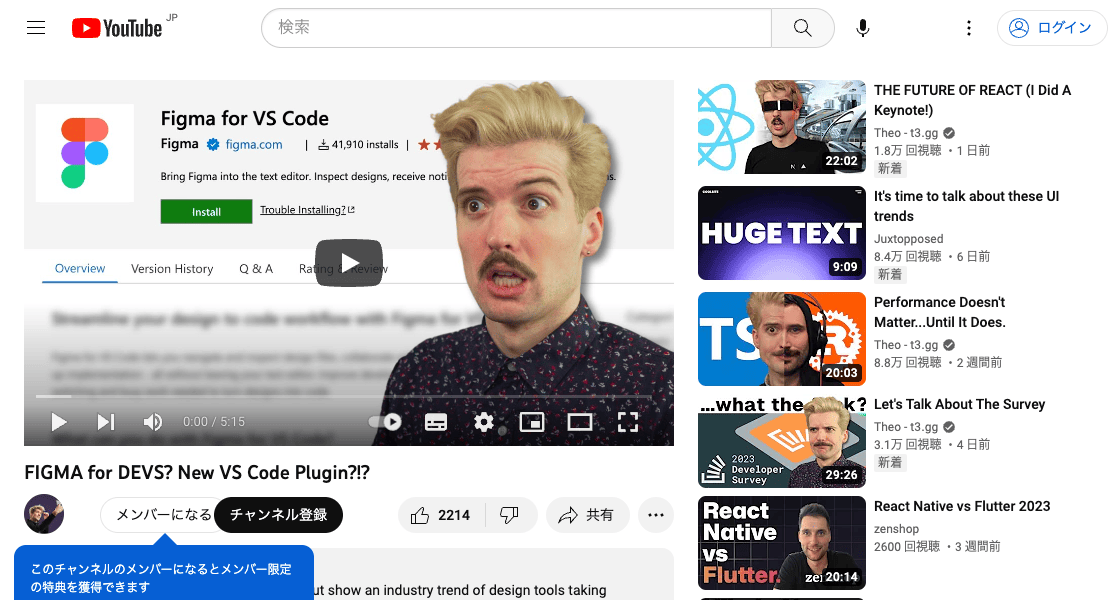 YouTube JP
検索
ログイン
Figma for VS Code
Figma figma.com | 41,910 installs |
Bring Figma into the text editor. Inspect designs, receive noti s.
Install Trouble Installing?
Overview Version History Q & A Rating & Review
0:00 / 5:15
FIGMA for DEVS? New VS Code Plugin?!?
メンバーになる チャンネル登録 2214 共有
このチャンネルのメンバーになるとメンバー限定
の特典を獲得できます
ut show an industry trend of design tools taking
22:02
THE FUTURE OF REACT (I Did A
Keynote!)
Theo - t3.gg
1.8万 回視聴 ・1 日前
新着
COOLSITE
HUGE TEXT
9:09
It's time to talk about these UI
trends
Juxtopposed
8.4万 回視聴 ・6 日前
新着
TS
R
20:03
Performance Doesn't
Matter...Until It Does.
Theo - t3.gg
8.8万 回視聴 ・2 週間前
...what the k?
2023
Developer
Survey
29:26
Let's Talk About The Survey
Theo - t3.gg
3.1万 回視聴 ・4 日前
新着
React
Native
vs
Flutter.
zer
20:14
React Native vs Flutter 2023
zenshop
2600 回視聴 ・3 週間前